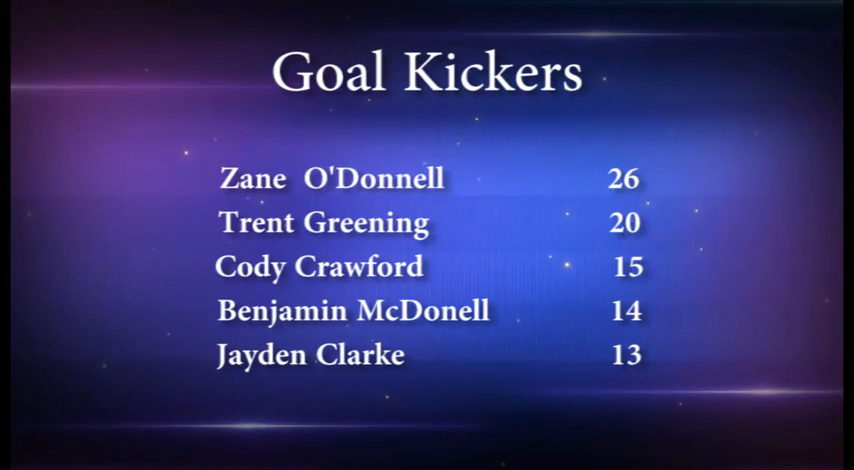 Goal Kickers
Zane O'Donnell 26
Trent Greening 20
Cody Crawford 15
Benjamin McDonell 14
Jayden Clarke 13